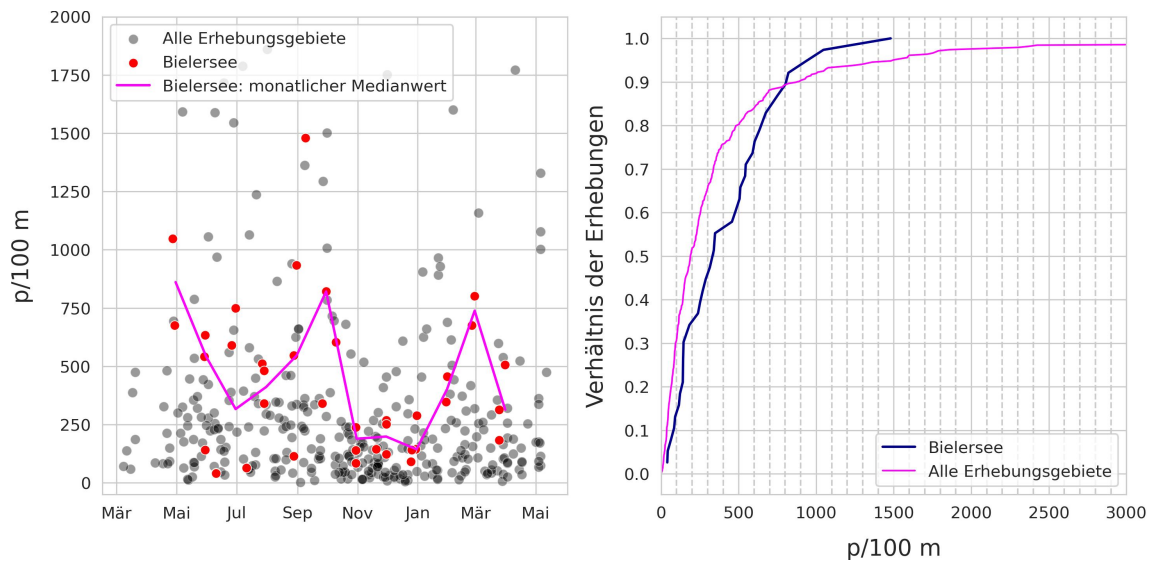 2000
1750
1500
1250
1000
750
500
250
0
p/100 m
Alle Erhebungsgebiete
Bielersee
Bielersee: monatlicher Medianwert
Mär Mai Jul Sep Nov Jan Mär Mai
1.0
0.9
0.8
0.7
0.6
0.5
0.4
0.3
0.2
0.1
0.0
Verhältnis der Erhebungen
Bielersee
Alle Erhebungsgebiete
0 500 1000 1500 2000 2500 3000
p/100 m